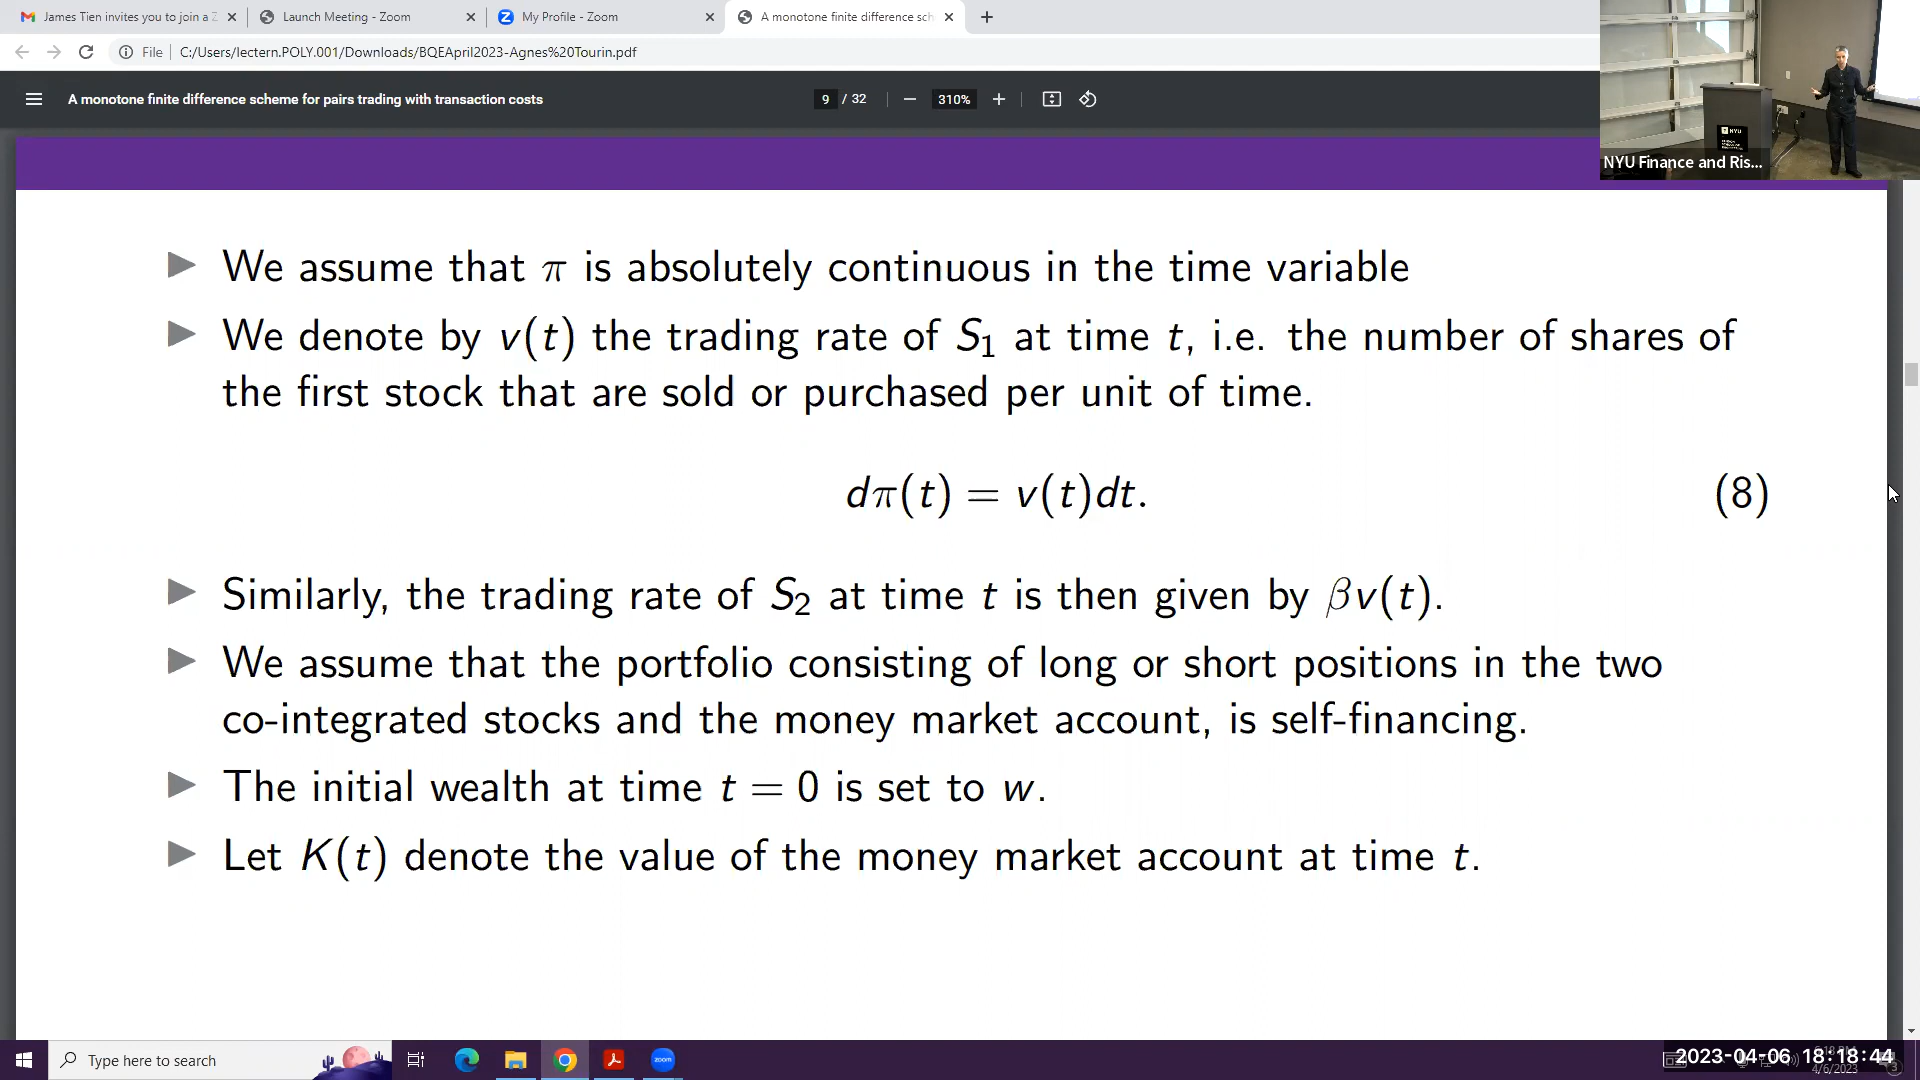 James Tien invites you to join a Z
Launch Meeting - Zoom
My Profile - Zoom
A monotone finite difference sch
File
C:/Users/lectern.POLY.001/Downloads/BQEApril2023-Agnes%20Tourin.pdf
A monotone finite difference scheme for pairs trading with transaction costs
9 / 32
310%
NYU
NYU Finance and Ris...
We assume that π is absolutely continuous in the time variable
We denote by v(t) the trading rate of S₁ at time t, i.e. the number of shares of
the first stock that are sold or purchased per unit of time.
dπ(t) = v(t)dt. (8)
Similarly, the trading rate of S₂ at time t is then given by βv(t).
We assume that the portfolio consisting of long or short positions in the two
co-integrated stocks and the money market account, is self-financing.
The initial wealth at time t = 0 is set to w.
Let K(t) denote the value of the money market account at time t.
Type here to search
zoom
2023-04-06 18:18:44
4/6/2023
3